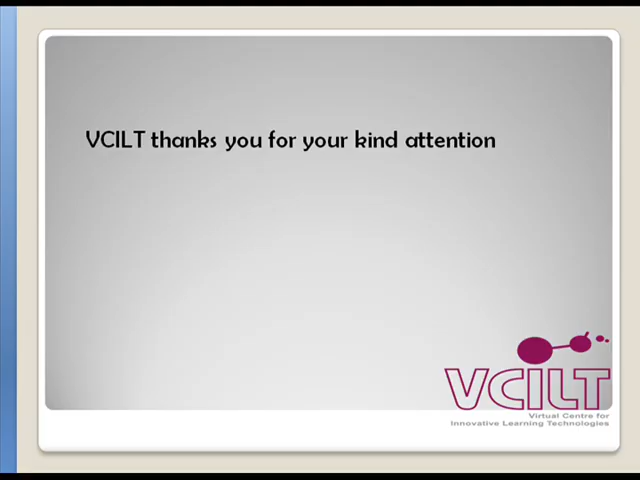 VCILT thanks you for your kind attention
VCILT
Virtual Centre for
Innovative Learning Technologies